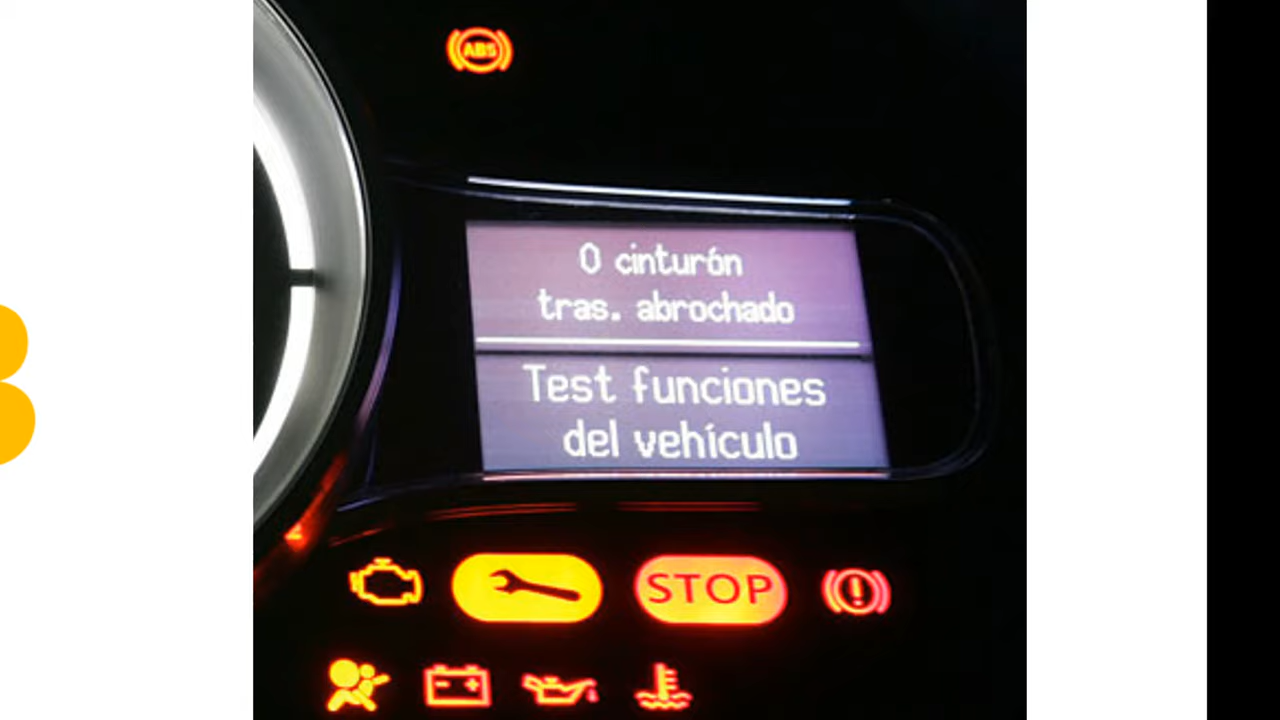 ABS
0 cinturón
tras. abrochado
Test funciones
del vehículo
STOP